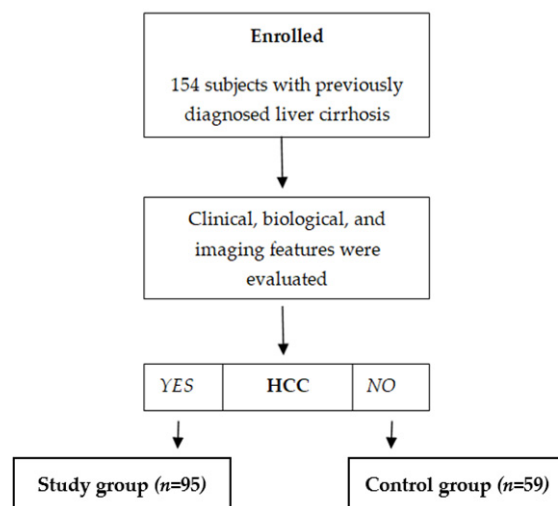 Enrolled
154 subjects with previously
diagnosed liver cirrhosis
Clinical, biological, and
imaging features were
evaluated
YES HCC NO
Study group (n=95) Control group (n=59)